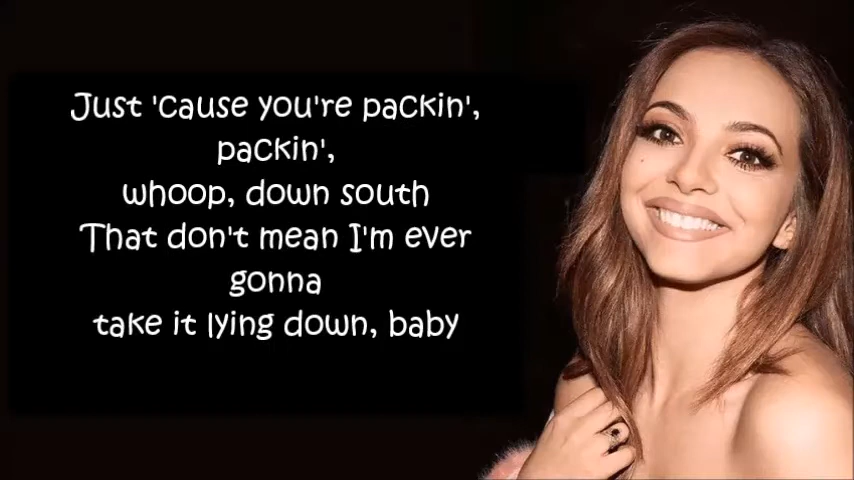 Just 'cause you're packin',
packin',
whoop, down south
That don't mean I'm ever
gonna
take it lying down, baby